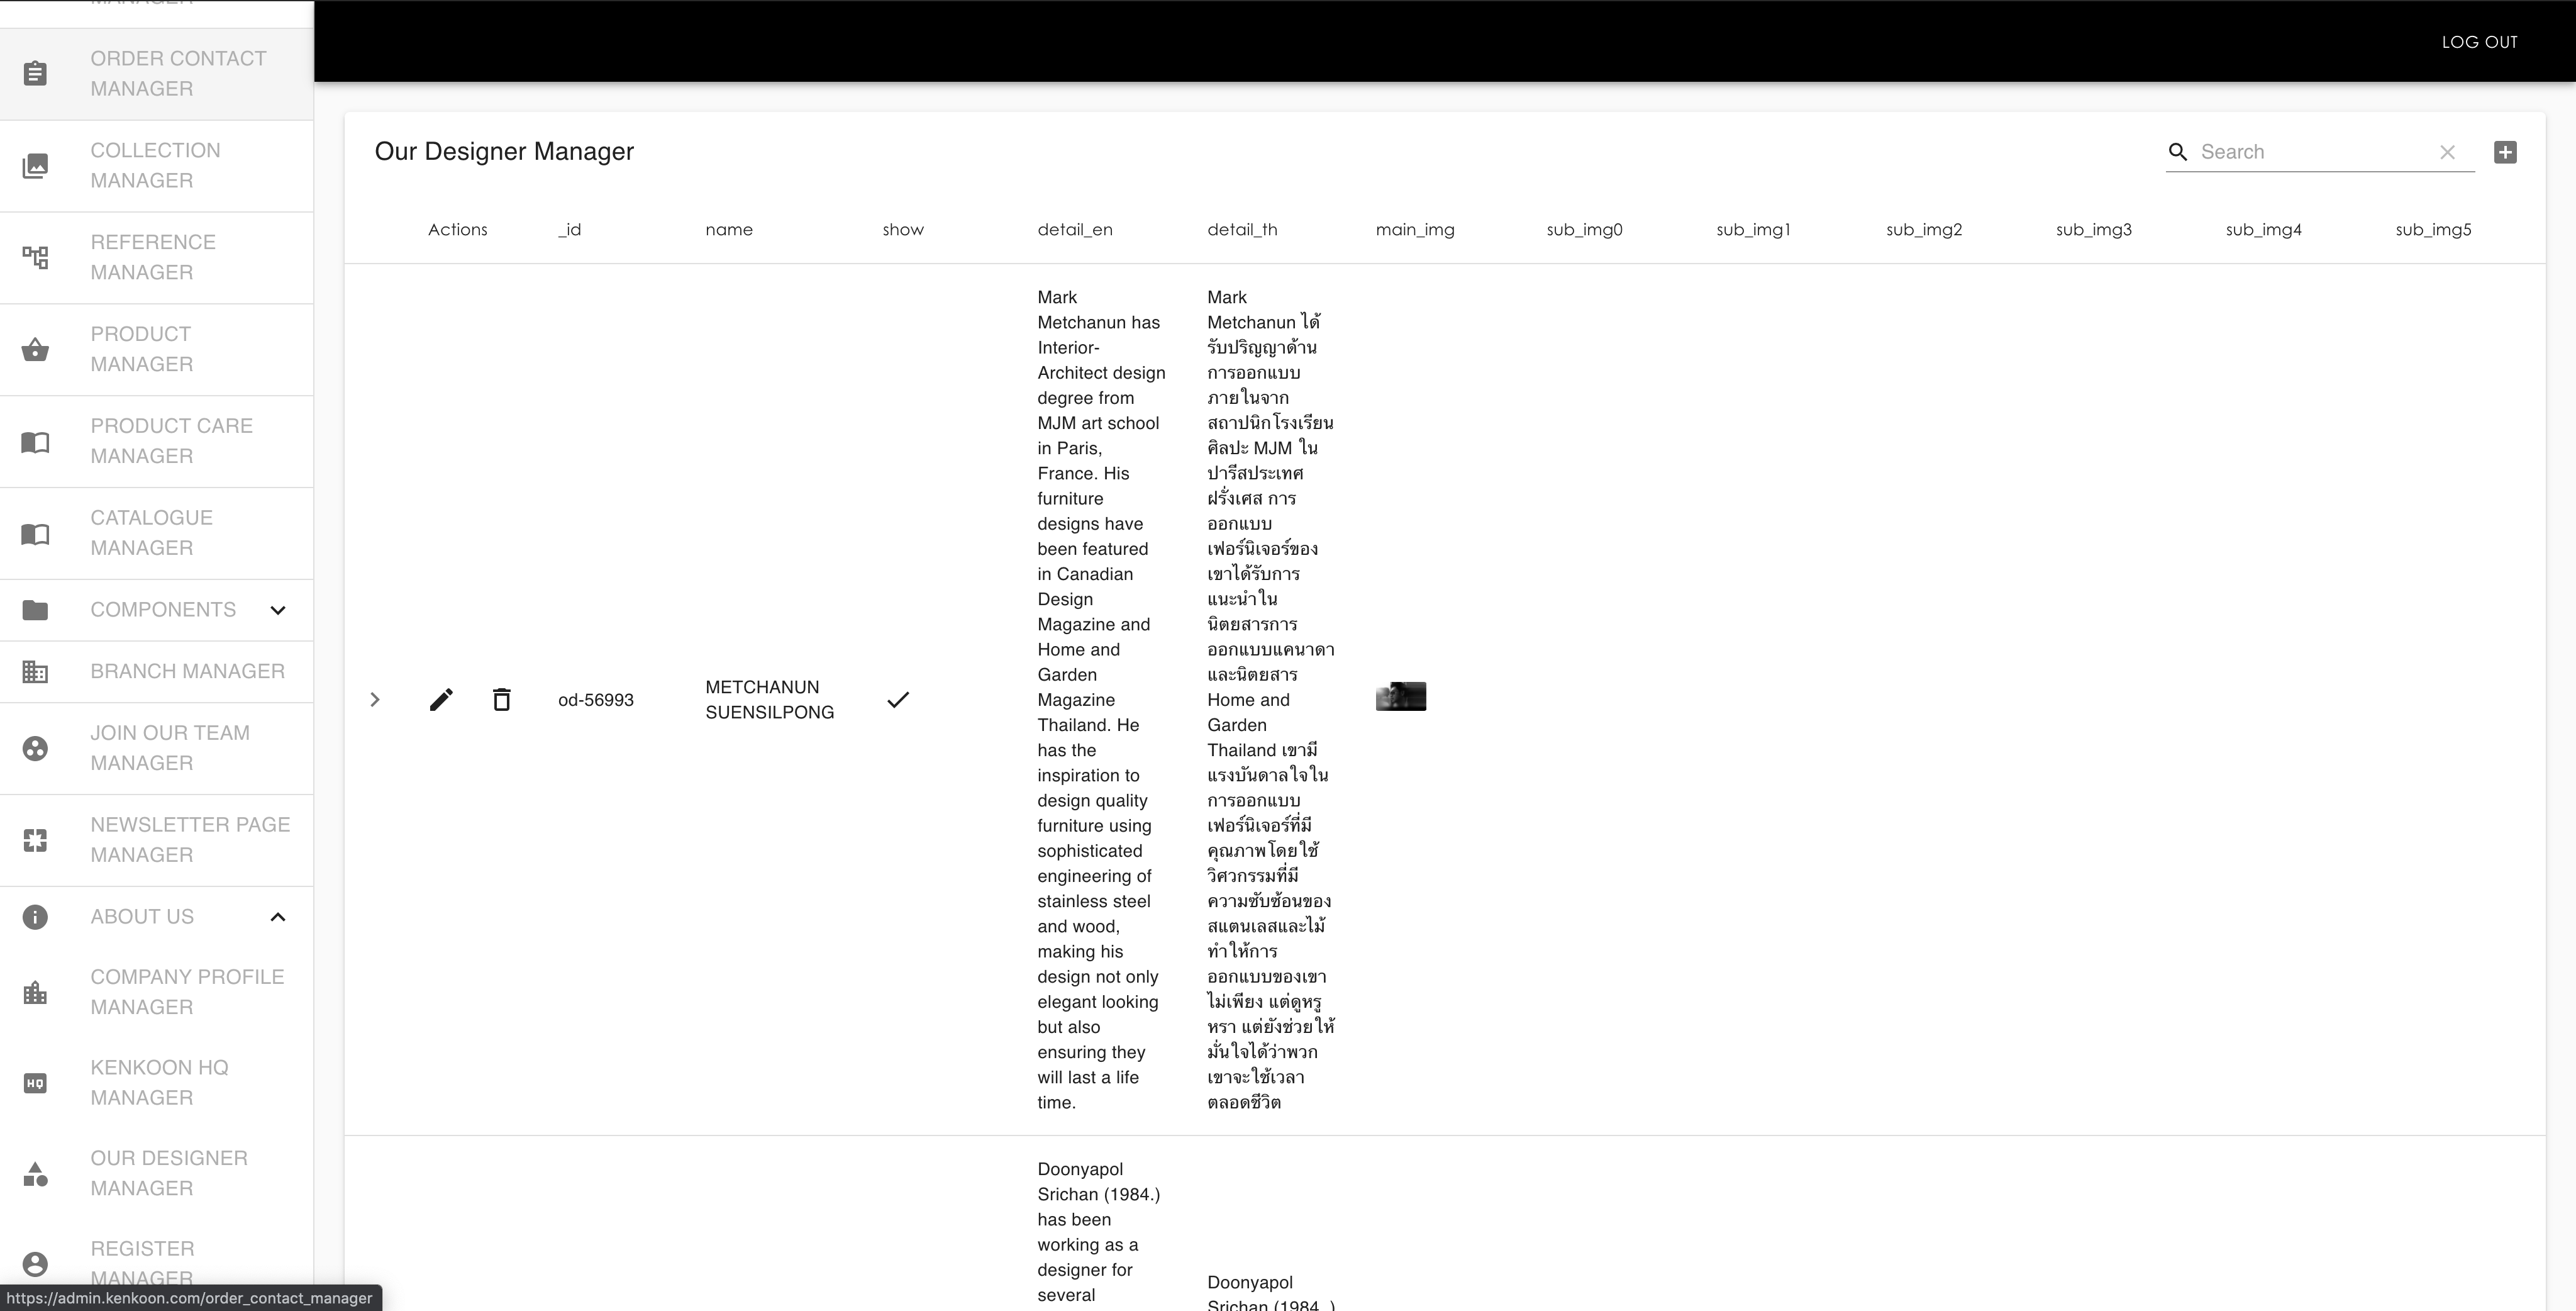 MANAGER
ORDER CONTACT
MANAGER
COLLECTION
MANAGER
REFERENCE
MANAGER
PRODUCT
MANAGER
PRODUCT CARE
MANAGER
CATALOGUE
MANAGER
COMPONENTS
BRANCH MANAGER
JOIN OUR TEAM
MANAGER
NEWSLETTER PAGE
MANAGER
ABOUT US
COMPANY PROFILE
MANAGER
HQ
KENKOON HQ
MANAGER
OUR DESIGNER
MANAGER
REGISTER
MANAGER
https://admin.kenkoon.com/order_contact_manager
LOG OUT
Our Designer Manager
Search
Actions _id name show detail_en detail_th main_img sub_img0 sub_img1 sub_img2 sub_img3 sub_img4 sub_img5
od-56993
METCHANUN
SUENSILPONG
Mark
Metchanun has
Interior-
Architect design
degree from
MJM art school
in Paris,
France. His
furniture
designs have
been featured
in Canadian
Design
Magazine and
Home and
Garden
Magazine
Thailand. He
has the
inspiration to
design quality
furniture using
sophisticated
engineering of
stainless steel
and wood,
making his
design not only
elegant looking
but also
ensuring they
will last a life
time.
Mark
Metchanun ได้
รับปริญญาด้าน
การออกแบบ
ภายในจาก
สถาปนิกโรงเรียน
ศิลปะ MJM ใน
ปารีสประเทศ
ฝรั่งเศส การ
ออกแบบ
เฟอร์นิเจอร์ของ
เขาได้รับการ
แนะนำใน
นิตยสารการ
ออกแบบแคนาดา
และนิตยสาร
Home and
Garden
Thailand เขามี
แรงบันดาลใจใน
การออกแบบ
เฟอร์นิเจอร์ที่มี
คุณภาพโดยใช้
วิศวกรรมที่มี
ความซับซ้อนของ
สแตนเลสและไม้
ทำให้การ
ออกแบบของเขา
ไม่เพียง แต่ดูหรู
หรา แต่ยังช่วยให้
มั่นใจได้ว่าพวก
เขาจะใช้เวลา
ตลอดชีวิต
Doonyapol
Srichan (1984.)
has been
working as a
designer for
several
Doonyapol
Srichan (1984.)